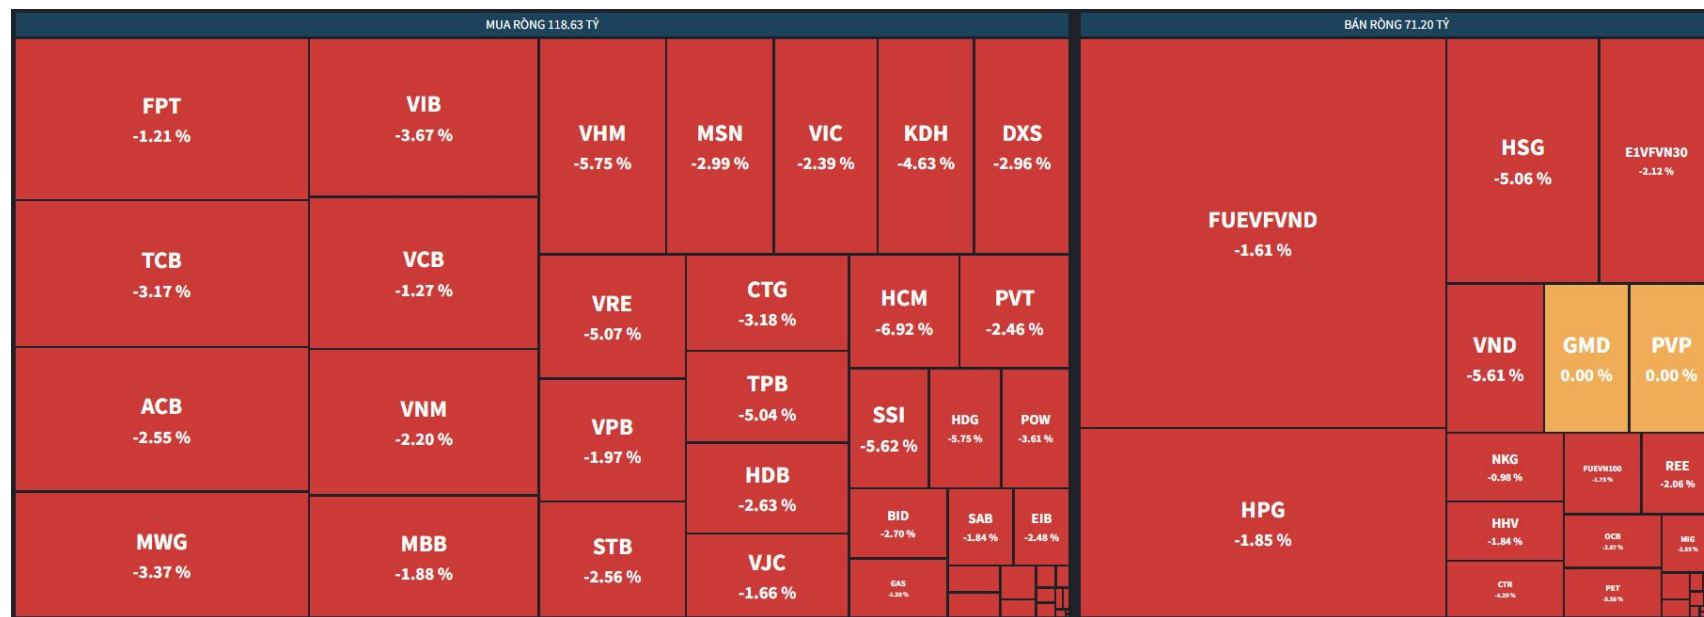 MUA RÒNG 118.63 TỶ
FPT
-1.21 %
TCB
-3.17 %
ACB
-2.55 %
MWG
-3.37 %
VIB
-3.67 %
VCB
-1.27 %
VNM
-2.20 %
MBB
-1.88 %
VHM
-5.75 %
MSN
-2.99 %
VIC
-2.39 %
KDH
-4.63 %
DXS
-2.96 %
VRE
-5.07 %
VPB
-1.97 %
STB
-2.56 %
CTG
-3.18 %
TPB
-5.04 %
HDB
-2.63 %
VJC
-1.66 %
HCM
-6.92 %
PVT
-2.46 %
SSI
-5.62 %
HDG
-5.75 %
POW
-3.61 %
BID
-2.70 %
SAB
-1.84 %
EIB
-2.48 %
GAS
BÁN RÒNG 71.20 TỶ
FUEVFVND
-1.61 %
HPG
-1.85 %
HSG
-5.06 %
E1VFVN30
-2.12 %
VND
-5.61 %
GMD
0.00 %
PVP
0.00 %
NKG
-0.98 %
HHV
-1.84 %
CTR
-4.29 %
FUEVN100
REE
-2.06 %
OCB
MIG
PET